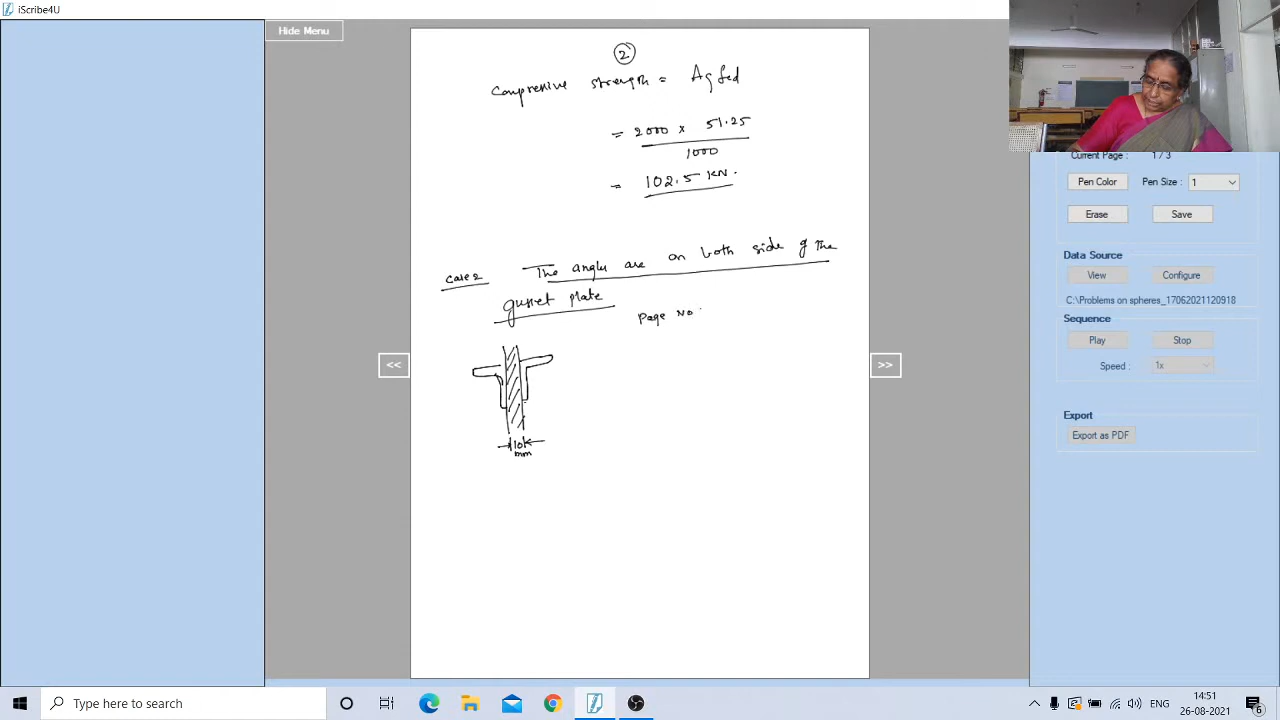 iScribe4U
Hide Menu
2
Compressive strength = Ag fcd
= 2000 x 51.25
1000
= 102.5 KN.
Case 2 The angles are on both side of the
gusset plate
Page No.
10
mm
<<
>>
Current Page : 1 / 3
Pen Color Pen Size : 1
Erase Save
Data Source
View Configure
C:\Problems on spheres_17062021120918
Sequence
Play Stop
Speed : 1x
Export
Export as PDF
Type here to search
ENG
14:51
26-08-2021
6